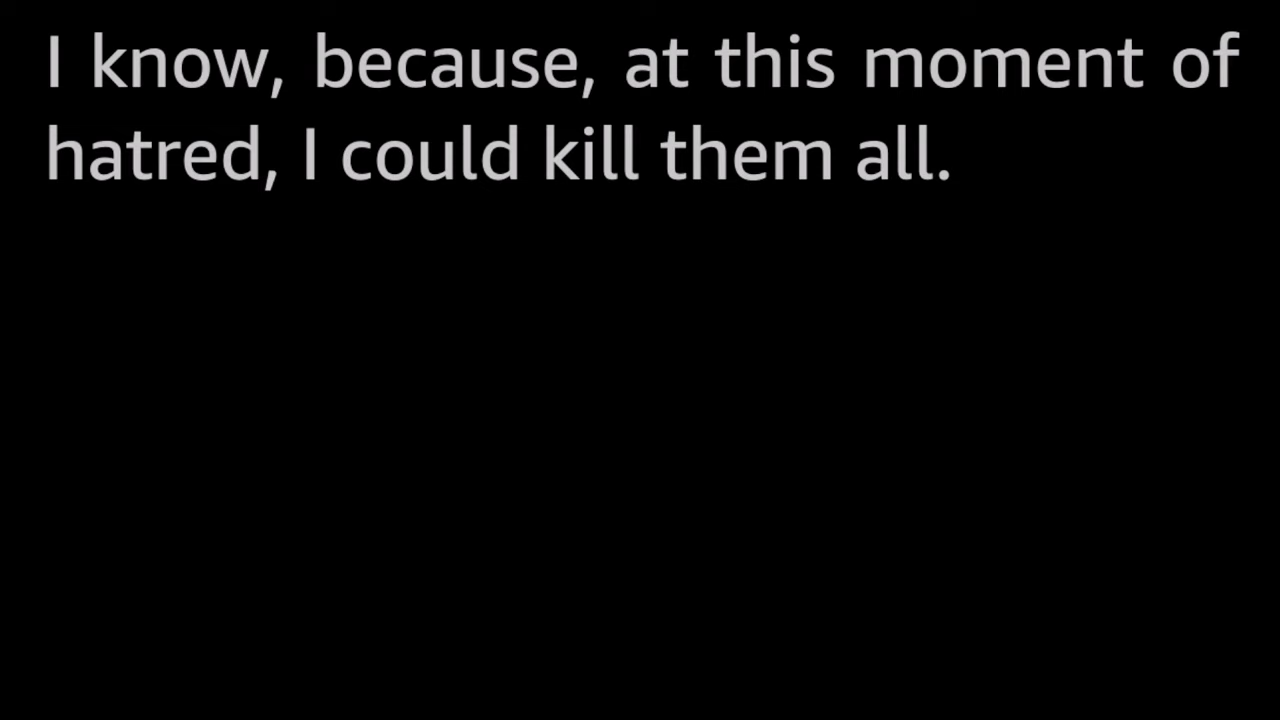 I know, because, at this moment of
hatred, I could kill them all.